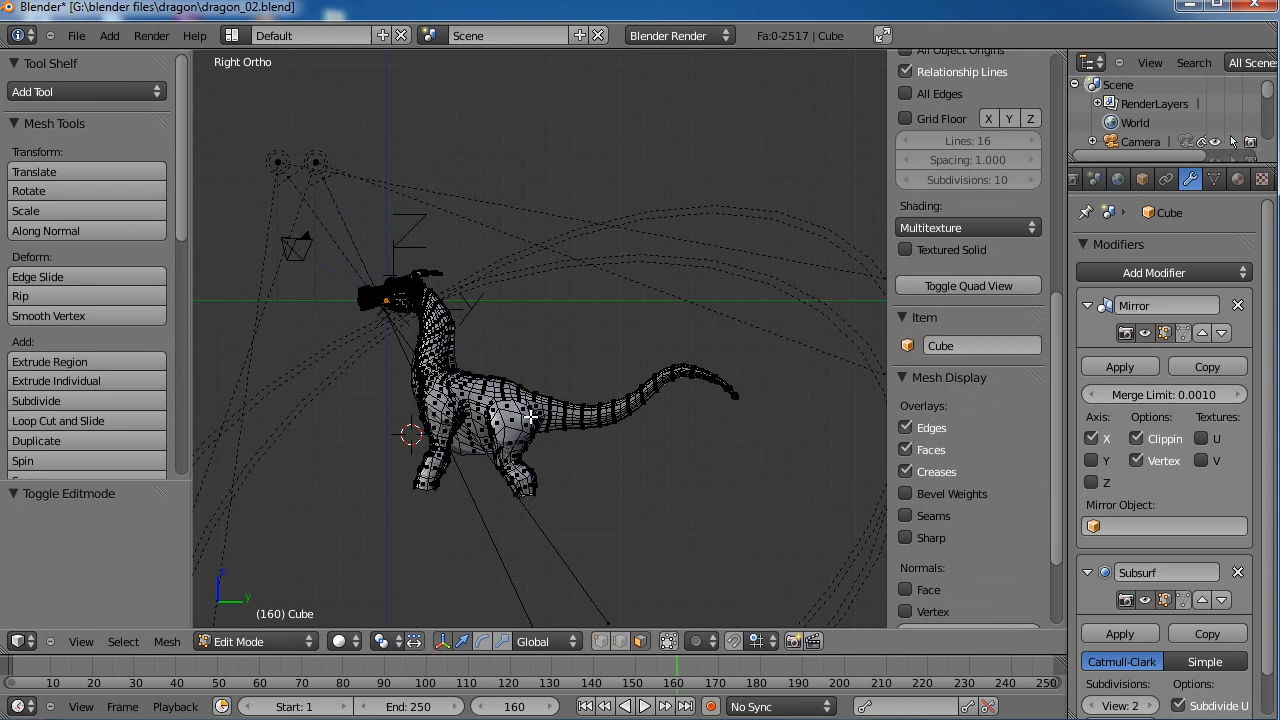 Blender* [G:\blender files\dragon\dragon_02.blend]
File Add Render Help Default Scene Blender Render Fa:0-2517 | Cube
View Search All Scene
Tool Shelf
Add Tool
Mesh Tools
Transform:
Translate
Rotate
Scale
Along Normal
Deform:
Edge Slide
Rip
Smooth Vertex
Add:
Extrude Region
Extrude Individual
Subdivide
Loop Cut and Slide
Duplicate
Spin
Toggle Editmode
Right Ortho
z
y
(160) Cube
All Object Origins
Relationship Lines
All Edges
Grid Floor X Y Z
Lines: 16
Spacing: 1.000
Subdivisions: 10
Shading:
Multitexture
Textured Solid
Toggle Quad View
Item
Cube
Mesh Display
Overlays:
Edges
Faces
Creases
Bevel Weights
Seams
Sharp
Normals:
Face
Vertex
Scene
RenderLayers
World
Camera
Cube
Modifiers
Add Modifier
Mirror
Apply Copy
Merge Limit: 0.0010
Axis: Options: Textures:
X Clippin U
Y Vertex V
Z
Mirror Object:
Subsurf
Apply Copy
Catmull-Clark Simple
Subdivisions: Options:
View: 2 Subdivide U
View Select Mesh Edit Mode Global
10 20 30 40 50 60 70 80 90 100 110 120 130 140 150 160 170 180 190 200 210 220 230 240 250
View Frame Playback Start: 1 End: 250 160 No Sync